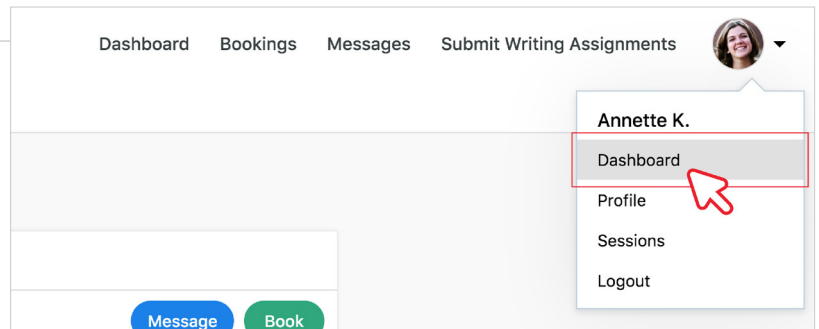 Dashboard Bookings Messages Submit Writing Assignments
Annette K.
Dashboard
Profile
Sessions
Logout
Message Book